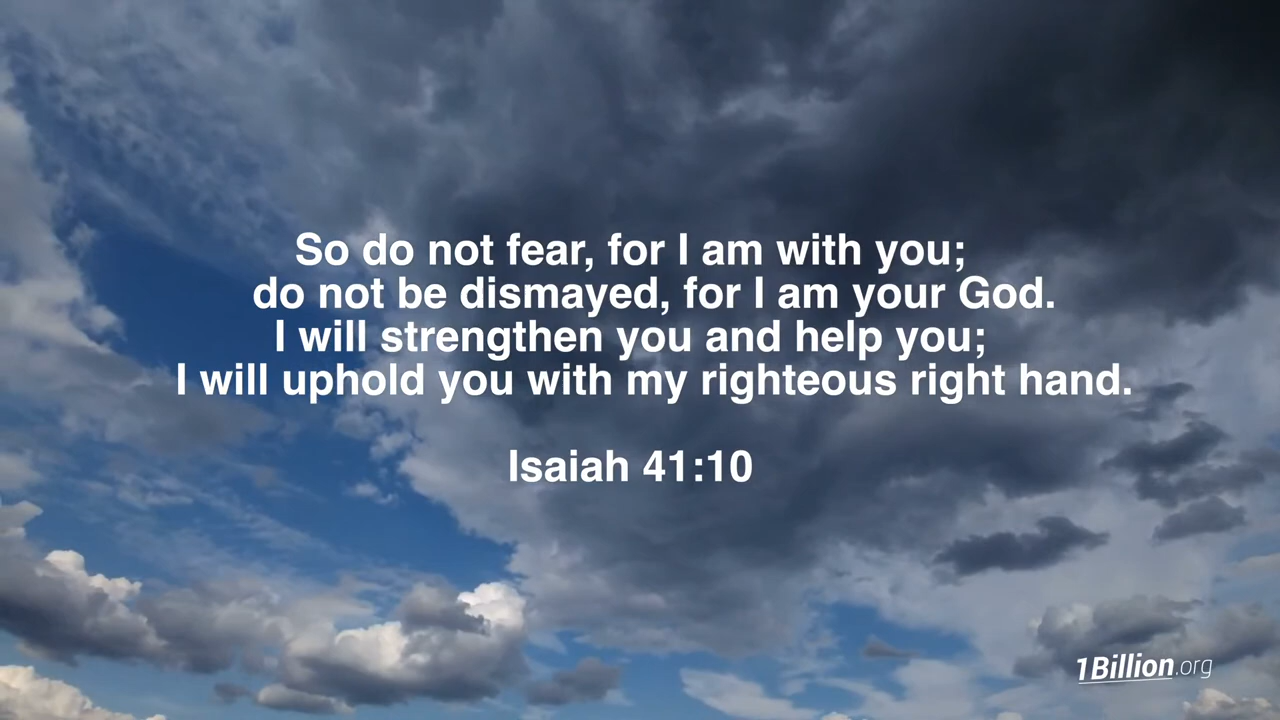 So do not fear, for I am with you;
do not be dismayed, for I am your God.
I will strengthen you and help you;
I will uphold you with my righteous right hand.
Isaiah 41:10
1Billion.org